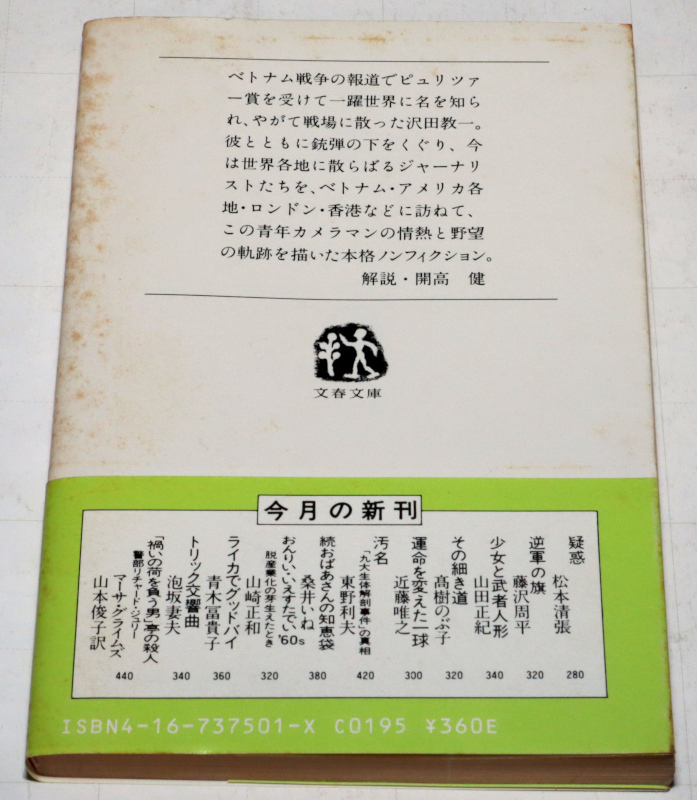 ベトナム戦争の報道でピュリツァ
ー賞を受けて一躍世界に名を知ら
れ、やがて戦場に散った沢田教一。
彼とともに銃弾の下をくぐり、今
は世界各地に散らばるジャーナリ
ストたちを、ベトナム・アメリカ各
地・ロンドン・香港などに訪ねて、
この青年カメラマンの情熱と野望
の軌跡を描いた本格ノンフィクション。
解説・開高 健
文春文庫
今月の新刊
疑惑
松本清張
280
逆軍の旗
藤沢周平
320
少女と武者人形
山田正紀
340
その細き道
髙樹のぶ子
320
運命を変えた一球
近藤唯之
300
汚名
「九大生体解剖事件」の真相
東野利夫
420
続おばあさんの知恵袋
桑井いね
380
おんりい・いえすたでい'60s
脱産業化の芽生えたとき
山崎正和
320
ライカでグッドバイ
青木冨貴子
360
トリック交響曲
泡坂妻夫
340
「禍いの荷を負う男」亭の殺人
警部リチャード・ジュリー
マーサ・グライムズ
山本俊子訳
440
ISBN4-16-737501-X C0195 ¥360E